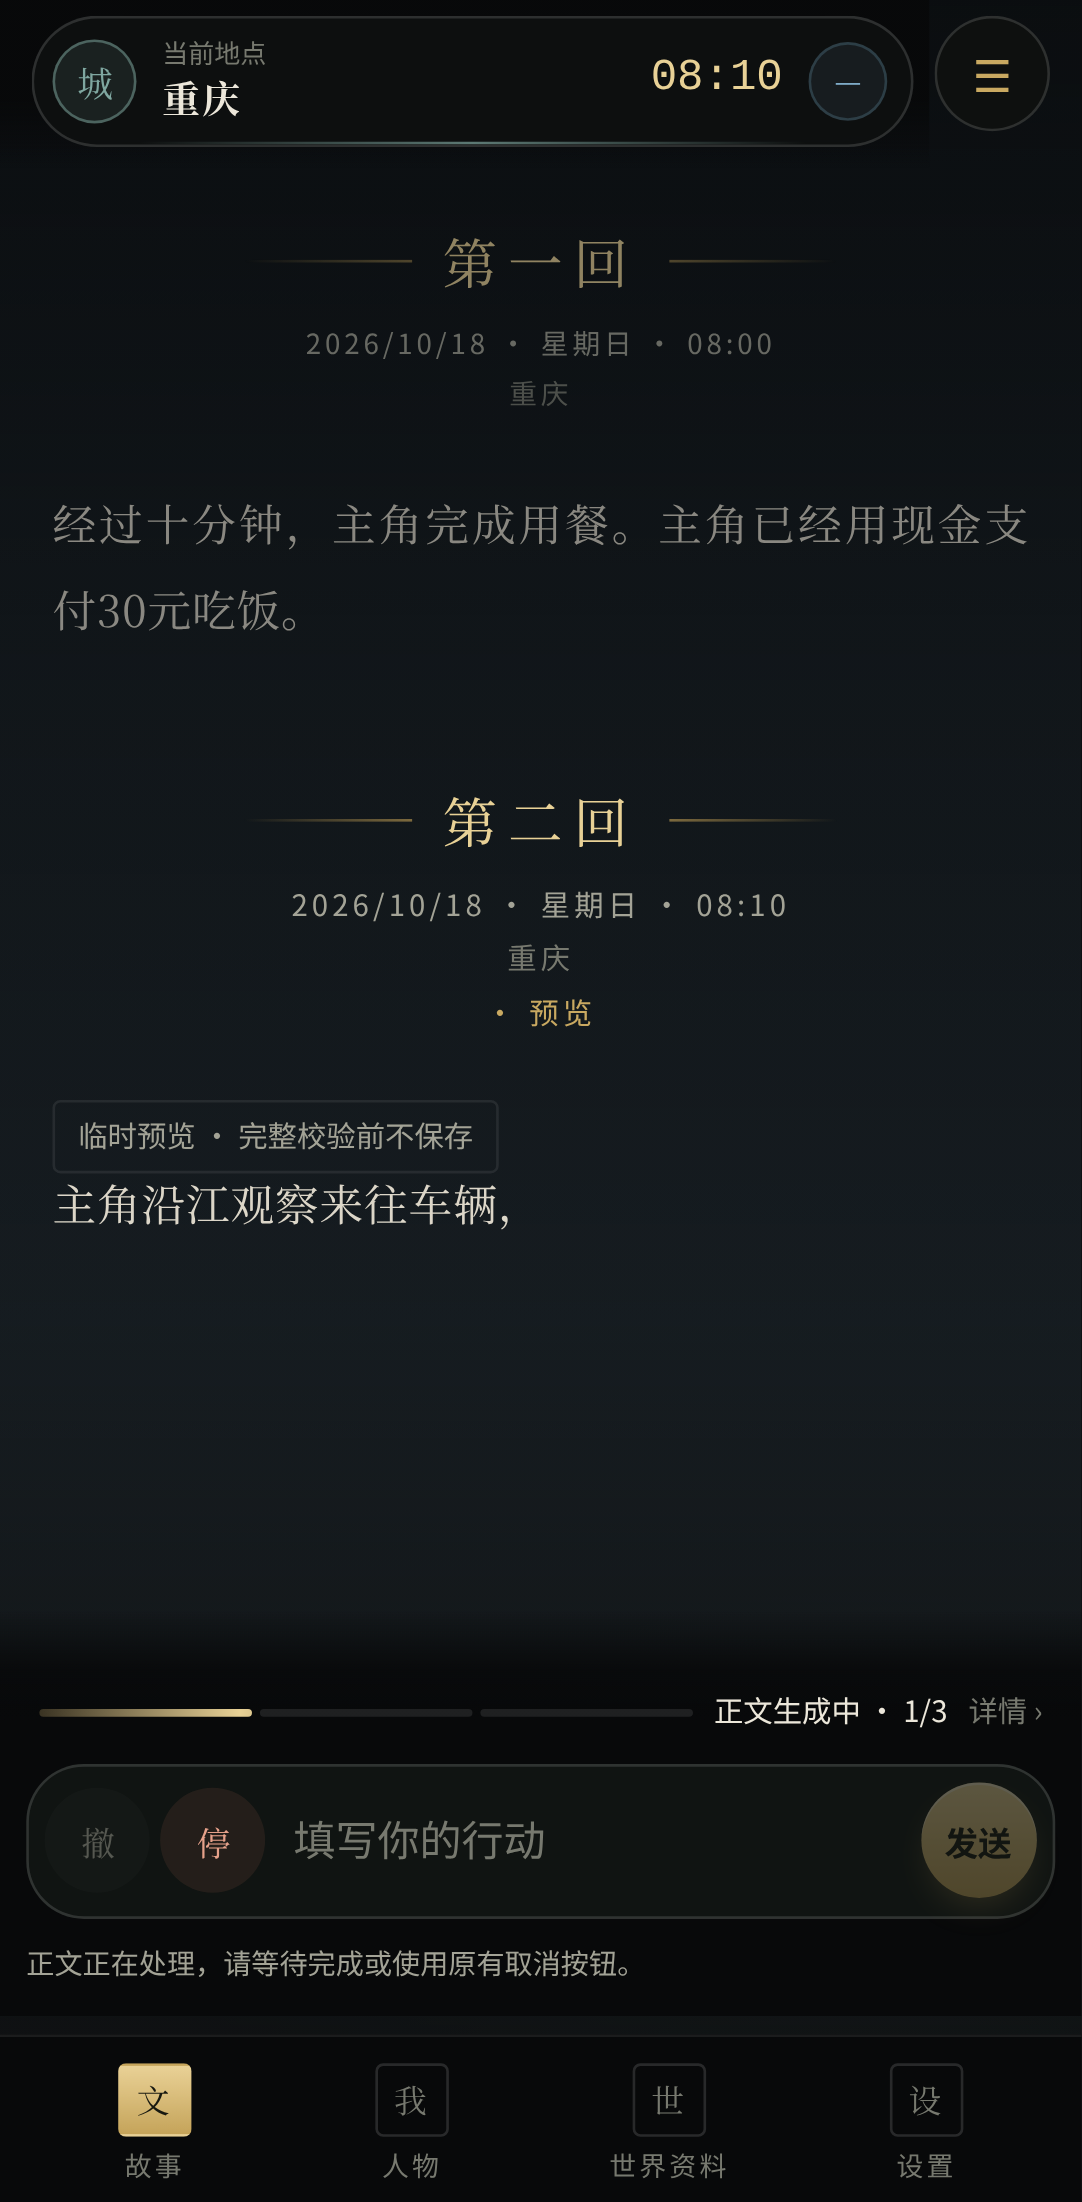 城
当前地点
重庆
08:10
—
☰
第一回
2026/10/18 · 星期日 · 08:00
重庆
经过十分钟，主角完成用餐。主角已经用现金支
付30元吃饭。
第二回
2026/10/18 · 星期日 · 08:10
重庆
· 预览
临时预览 · 完整校验前不保存
主角沿江观察来往车辆，
正文生成中 · 1/3 详情 ›
撤
停
填写你的行动
发送
正文正在处理，请等待完成或使用原有取消按钮。
文
我
世
设
故事
人物
世界资料
设置